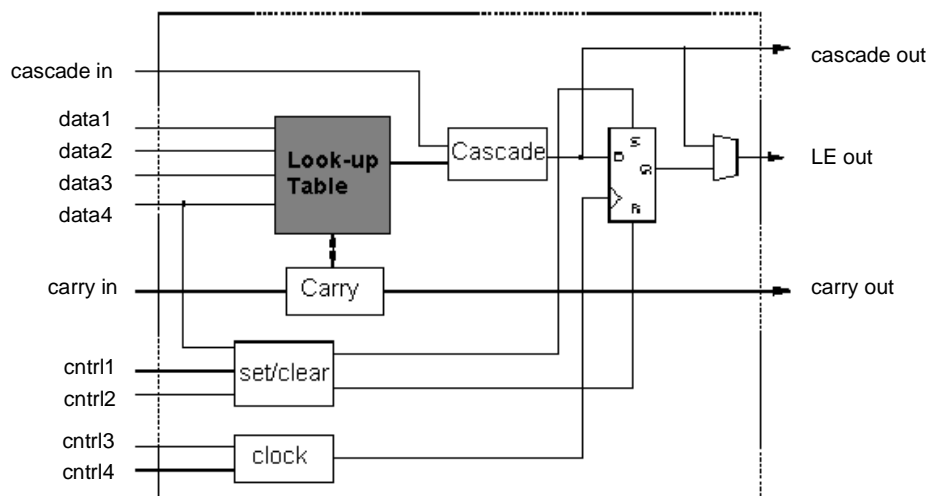 cascade in
data1
data2
data3
data4
carry in
cntrl1
cntrl2
cntrl3
cntrl4
Look-up
Table
Cascade
Carry
set/clear
clock
S
D
Q
R
cascade out
LE out
carry out